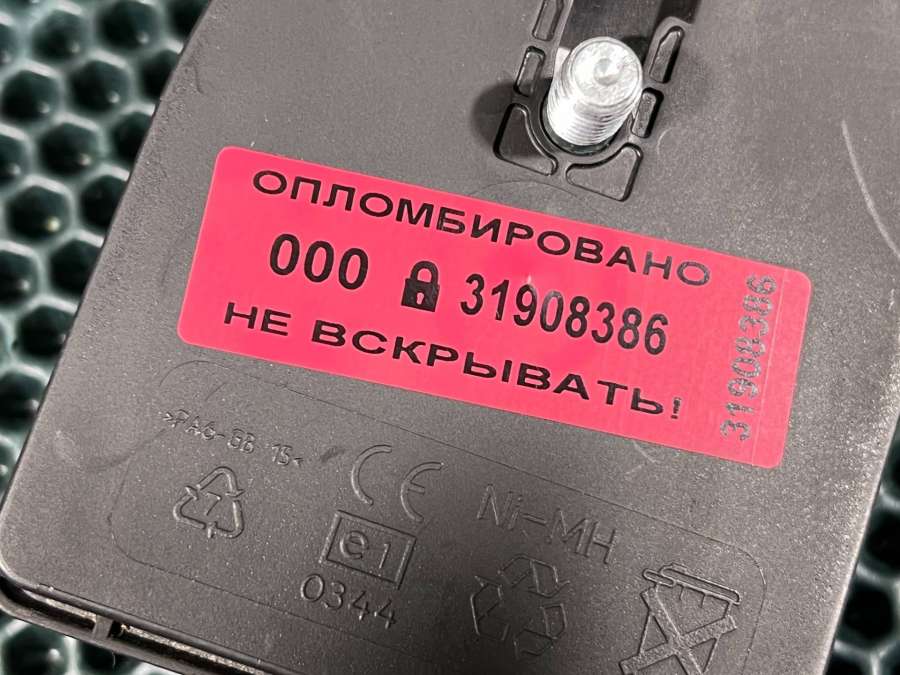 ОПЛОМБИРОВАНО
000 31908386
НЕ ВСКРЫВАТЬ!
31908386
>PA6-GB 15<
7
CE
Ni-MH
e1
0344